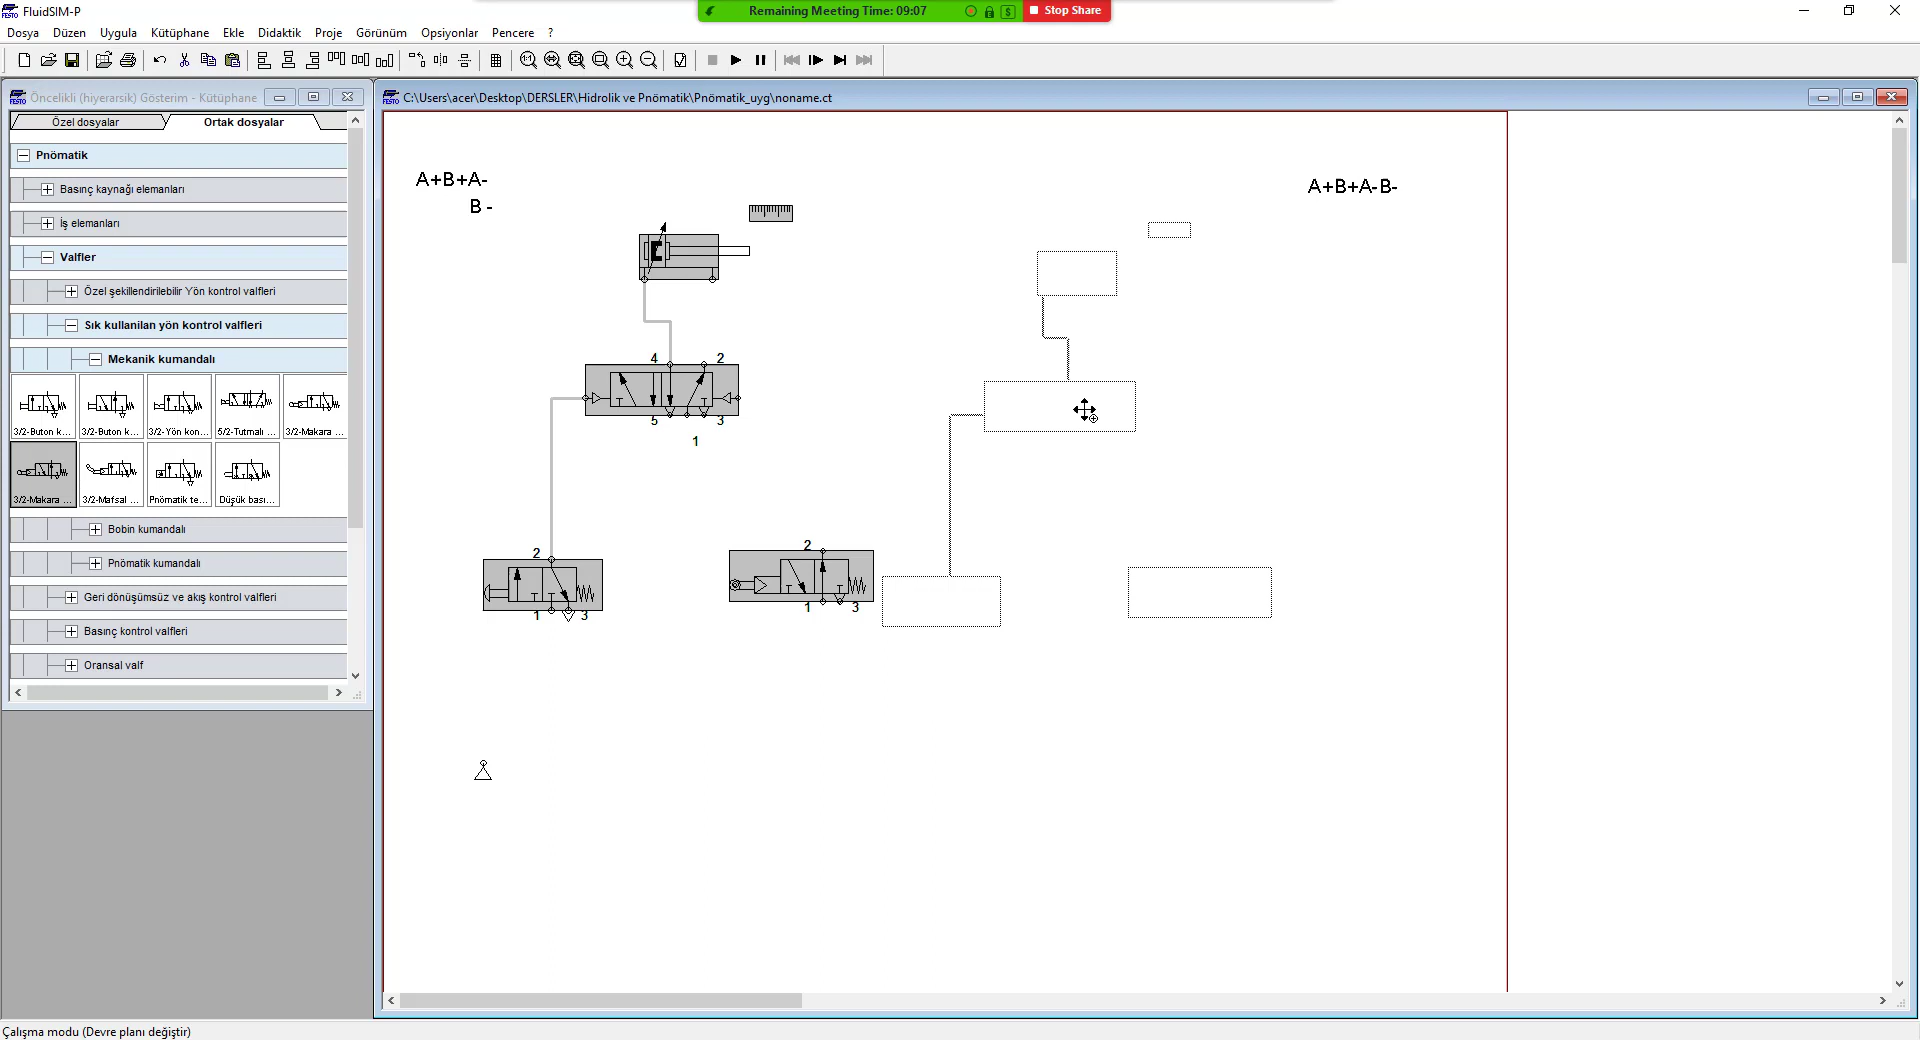 FluidSIM-P
Remaining Meeting Time: 09:07
Stop Share
Dosya Düzen Uygula Kütüphane Ekle Didaktik Proje Görünüm Opsiyonlar Pencere ?
FESTO Öncelikli (hiyerarsik) Gösterim - Kütüphane
FESTO C:\Users\acer\Desktop\DERSLER\Hidrolik ve Pnömatik\Pnömatik_uyg\noname.ct
Özel dosyalar Ortak dosyalar
Pnömatik
Basınç kaynağı elemanları
İş elemanları
Valfler
Özel şekillendirilebilir Yön kontrol valfleri
Sık kullanilan yön kontrol valfleri
Mekanik kumandalı
3/2-Buton k... 3/2-Buton k... 3/2-Yön kon... 5/2-Tutmalı ... 3/2-Makara ...
3/2-Makara ... 3/2-Mafsal ... Pnömatik te... Düşük bası...
Bobin kumandalı
Pnömatik kumandalı
Geri dönüşümsüz ve akış kontrol valfleri
Basınç kontrol valfleri
Oransal valf
A+B+A-
B -
A+B+A-B-
4 2
5 3
1
2
1 3
2
1 3
Çalışma modu (Devre planı değiştir)